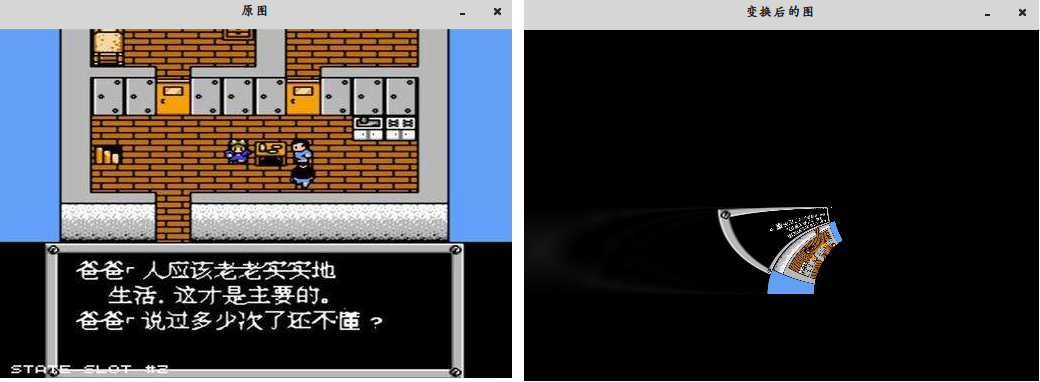 原图
变换后的图
爸爸┌ 人应该老老实实地
生活. 这才是主要的。
爸爸┌ 说过多少次了还不懂 ?
STATE SLOT #2